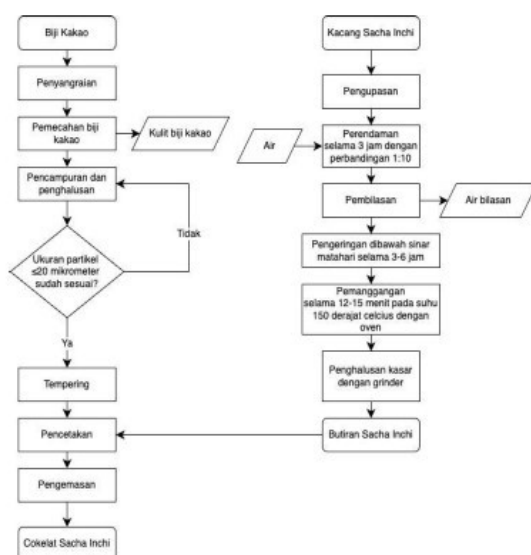 Biji Kakao
Penyangraian
Pemecahan biji
kakao
Kulit biji kakao
Pencampuran dan
penghalusan
Tidak
Ukuran partikel
≤20 mikrometer
sudah sesuai?
Ya
Tempering
Pencetakan
Pengemasan
Cokelat Sacha Inchi
Kacang Sacha Inchi
Pengupasan
Air
Perendaman
selama 3 jam dengan
perbandingan 1:10
Pembilasan
Air bilasan
Pengeringan dibawah sinar
matahari selama 3-6 jam
Pemanggangan
selama 12-15 menit pada suhu
150 derajat celcius dengan
oven
Penghalusan kasar
dengan grinder
Butiran Sacha Inchi